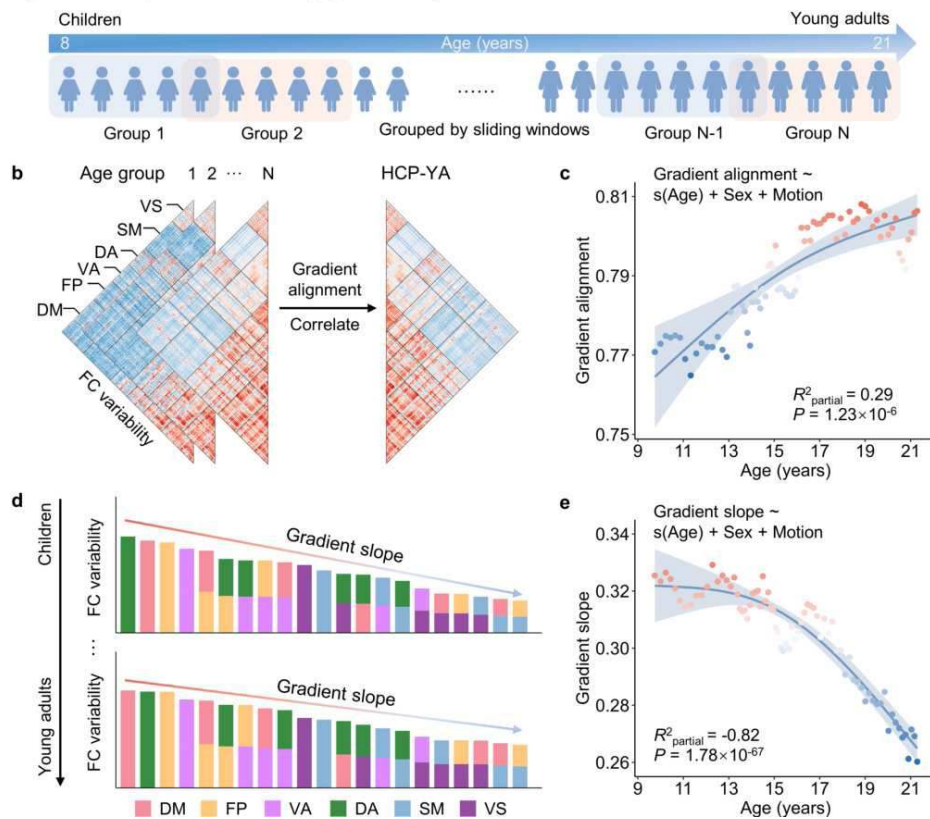 Children
Young adults
8
Age (years)
21
Group 1
Group 2
Grouped by sliding windows
Group N-1
Group N
......
b
Age group
1 2 ··· N
HCP-YA
VS
SM
DA
VA
FP
DM
FC variability
Gradient
alignment
Correlate
c
Gradient alignment ~
s(Age) + Sex + Motion
Gradient alignment
0.81
0.79
0.77
0.75
R²partial = 0.29
P = 1.23×10⁻⁶
9 11 13 15 17 19 21
Age (years)
d
Children
...
Young adults
FC variability
Gradient slope
FC variability
Gradient slope
DM
FP
VA
DA
SM
VS
e
Gradient slope ~
s(Age) + Sex + Motion
Gradient slope
0.34
0.32
0.30
0.28
0.26
R²partial = -0.82
P = 1.78×10⁻⁶⁷
9 11 13 15 17 19 21
Age (years)